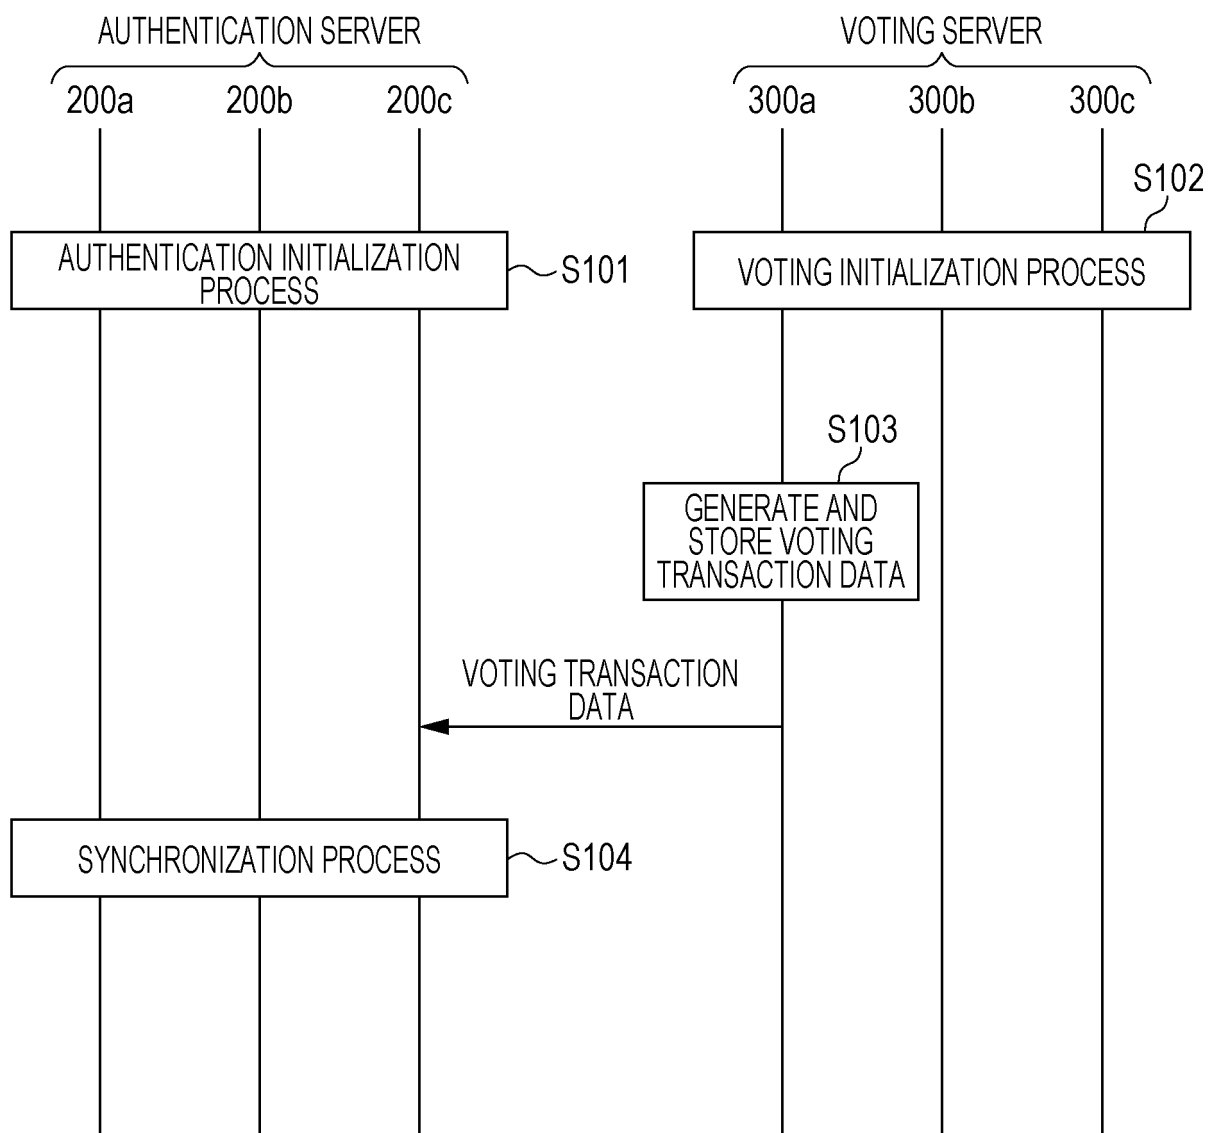 AUTHENTICATION SERVER
VOTING SERVER
200a
200b
200c
300a
300b
300c
S102
AUTHENTICATION INITIALIZATION
PROCESS
S101
VOTING INITIALIZATION PROCESS
S103
GENERATE AND
STORE VOTING
TRANSACTION DATA
VOTING TRANSACTION
DATA
SYNCHRONIZATION PROCESS
S104